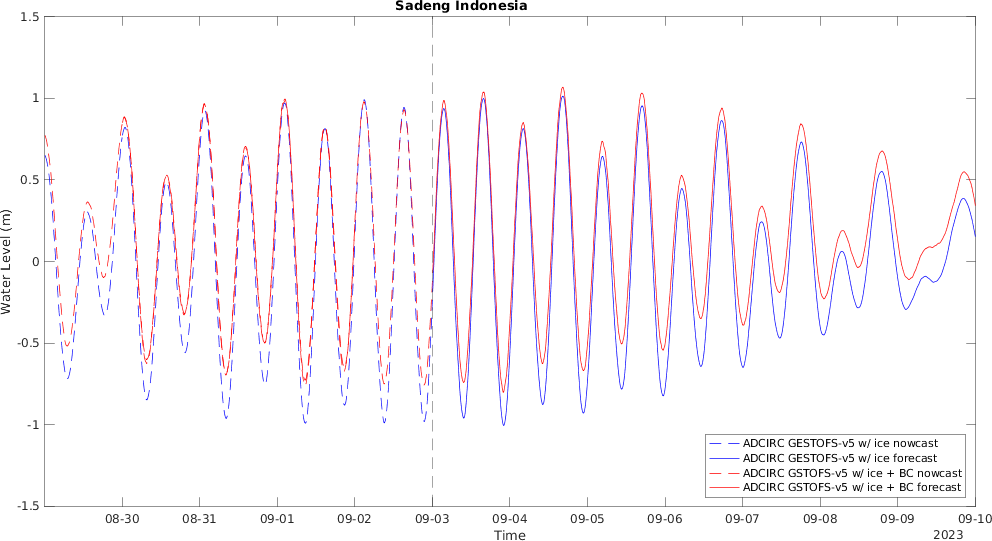 Sadeng Indonesia
1.5
1
0.5
0
-0.5
-1
-1.5
Water Level (m)
ADCIRC GESTOFS-v5 w/ ice nowcast
ADCIRC GESTOFS-v5 w/ ice forecast
ADCIRC GSTOFS-v5 w/ ice + BC nowcast
ADCIRC GSTOFS-v5 w/ ice + BC forecast
08-30 08-31 09-01 09-02 09-03 09-04 09-05 09-06 09-07 09-08 09-09 09-10
Time
2023